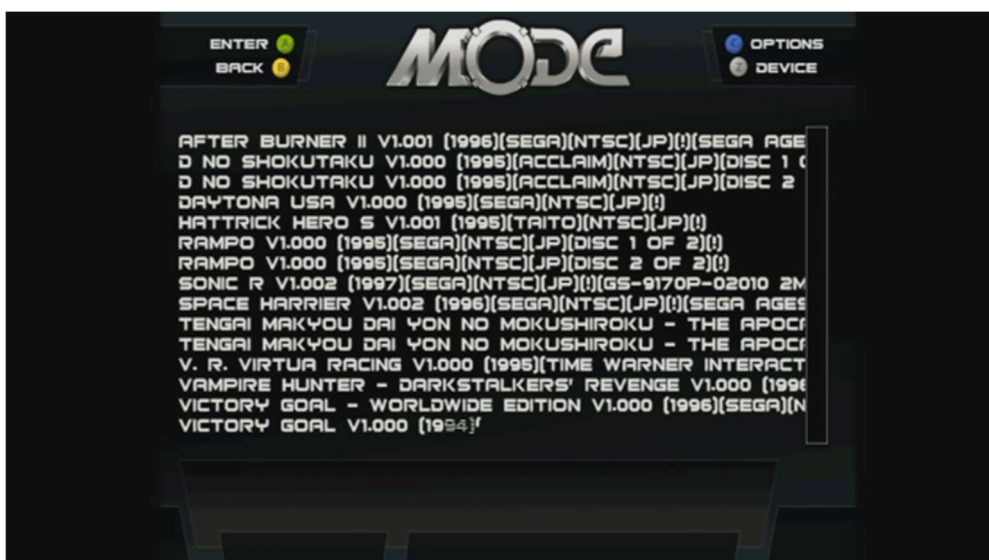 ENTER A
BACK B
MODE
C OPTIONS
Z DEVICE
AFTER BURNER II V1.001 (1996)(SEGA)(NTSC)(JP)(!)(SEGA AGE
D NO SHOKUTAKU V1.000 (1995)(ACCLAIM)(NTSC)(JP)(DISC 1 O
D NO SHOKUTAKU V1.000 (1995)(ACCLAIM)(NTSC)(JP)(DISC 2
DAYTONA USA V1.000 (1995)(SEGA)(NTSC)(JP)(!)
HATTRICK HERO S V1.001 (1995)(TAITO)(NTSC)(JP)(!)
RAMPO V1.000 (1995)(SEGA)(NTSC)(JP)(DISC 1 OF 2)(!)
RAMPO V1.000 (1995)(SEGA)(NTSC)(JP)(DISC 2 OF 2)(!)
SONIC R V1.002 (1997)(SEGA)(NTSC)(JP)(!)(GS-9170P-02010 2M
SPACE HARRIER V1.002 (1996)(SEGA)(NTSC)(JP)(!)(SEGA AGES
TENGAI MAKYOU DAI YON NO MOKUSHIROKU - THE APOCA
TENGAI MAKYOU DAI YON NO MOKUSHIROKU - THE APOCA
V. R. VIRTUA RACING V1.000 (1995)(TIME WARNER INTERACT
VAMPIRE HUNTER - DARKSTALKERS' REVENGE V1.000 (1996
VICTORY GOAL - WORLDWIDE EDITION V1.000 (1996)(SEGA)(N
VICTORY GOAL V1.000 (1994)